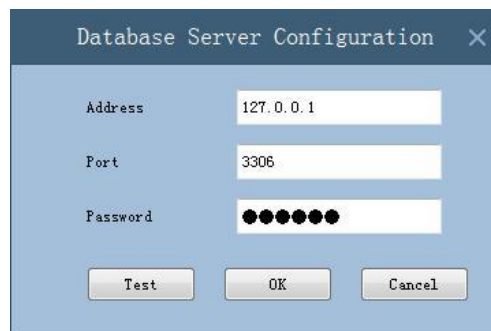 Database Server Configuration
Address 127.0.0.1
Port 3306
Password ●●●●●●
Test OK Cancel